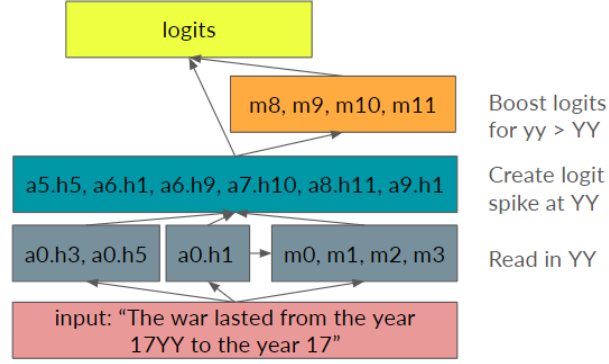 logits
m8, m9, m10, m11
Boost logits
for yy > YY
a5.h5, a6.h1, a6.h9, a7.h10, a8.h11, a9.h1
Create logit
spike at YY
a0.h3, a0.h5
a0.h1
m0, m1, m2, m3
Read in YY
input: “The war lasted from the year
17YY to the year 17”